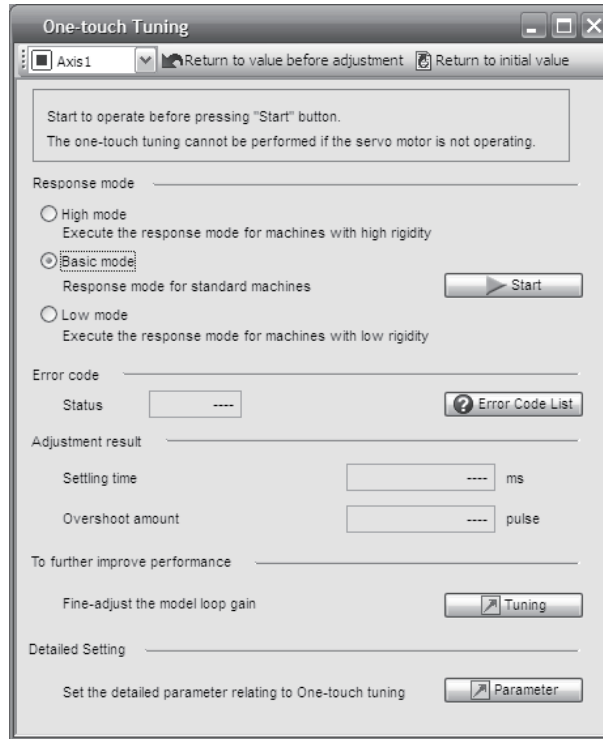 One-touch Tuning
Axis1 Return to value before adjustment Return to initial value
Start to operate before pressing "Start" button.
The one-touch tuning cannot be performed if the servo motor is not operating.
Response mode
High mode
Execute the response mode for machines with high rigidity
Basic mode
Response mode for standard machines
Start
Low mode
Execute the response mode for machines with low rigidity
Error code
Status ---- Error Code List
Adjustment result
Settling time ---- ms
Overshoot amount ---- pulse
To further improve performance
Fine-adjust the model loop gain Tuning
Detailed Setting
Set the detailed parameter relating to One-touch tuning Parameter